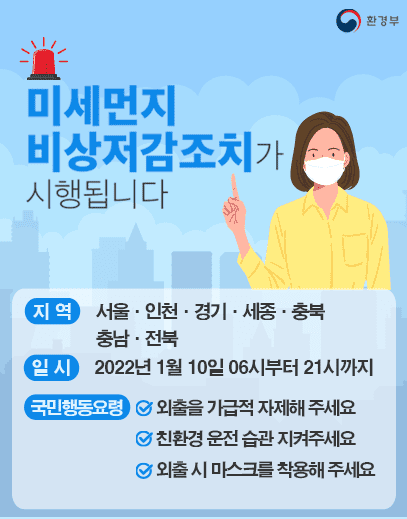 환경부
미세먼지
비상저감조치가
시행됩니다
지 역 서울 · 인천 · 경기 · 세종 · 충북
충남 · 전북
일 시 2022년 1월 10일 06시부터 21시까지
국민행동요령 외출을 가급적 자제해 주세요
친환경 운전 습관 지켜주세요
외출 시 마스크를 착용해 주세요